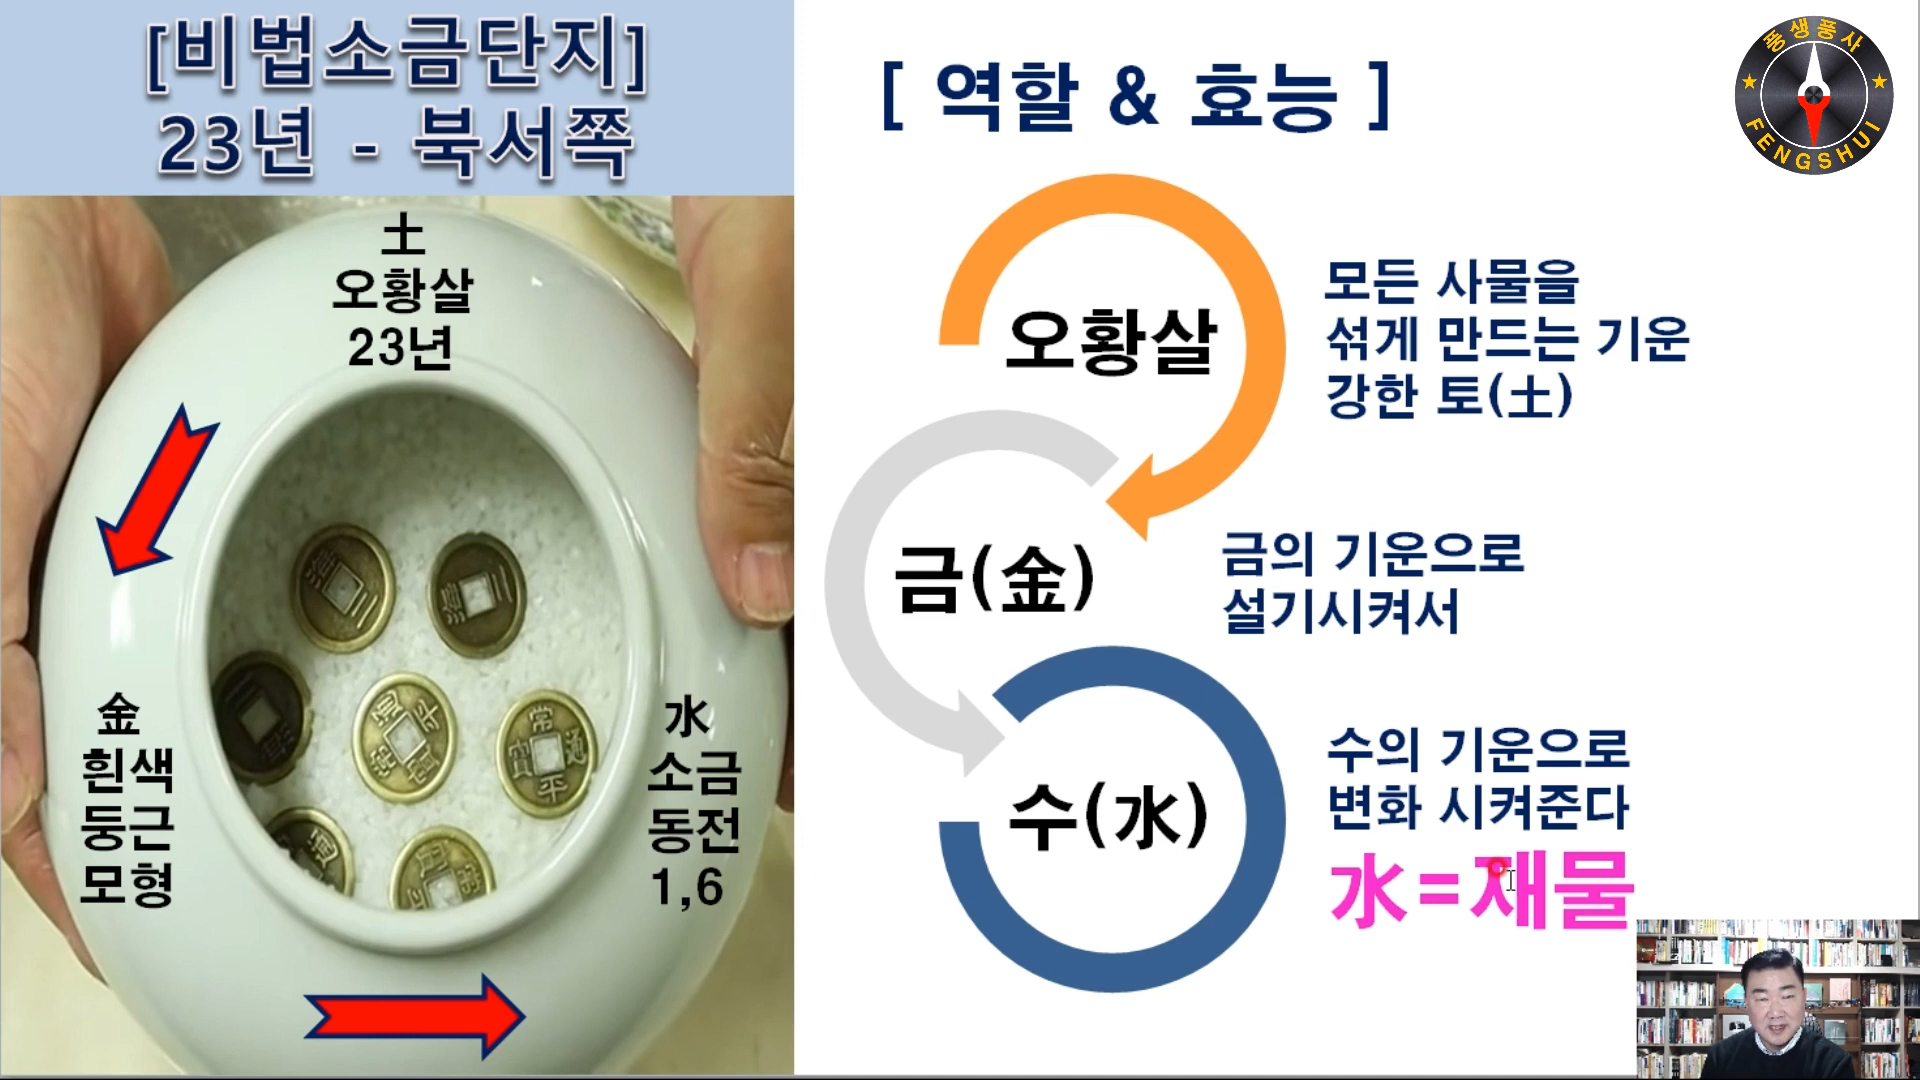 [비법소금단지]
23년 - 북서쪽
土
오황살
23년
金
흰색
둥근
모형
水
소금
동전
1,6
常
通
平
寶
[ 역할 & 효능 ]
오황살
모든 사물을
섞게 만드는 기운
강한 토(土)
금(金)
금의 기운으로
설기시켜서
수(水)
수의 기운으로
변화 시켜준다
水=재물
풍생풍사
FENGSHUI